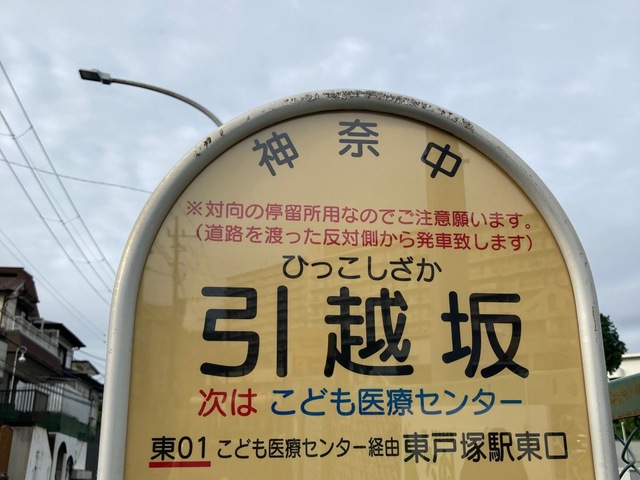 神奈中
※対向の停留所用なのでご注意願います。
（道路を渡った反対側から発車致します）
ひっこしざか
引越坂
次は こども医療センター
東01 こども医療センター経由 東戸塚駅東口